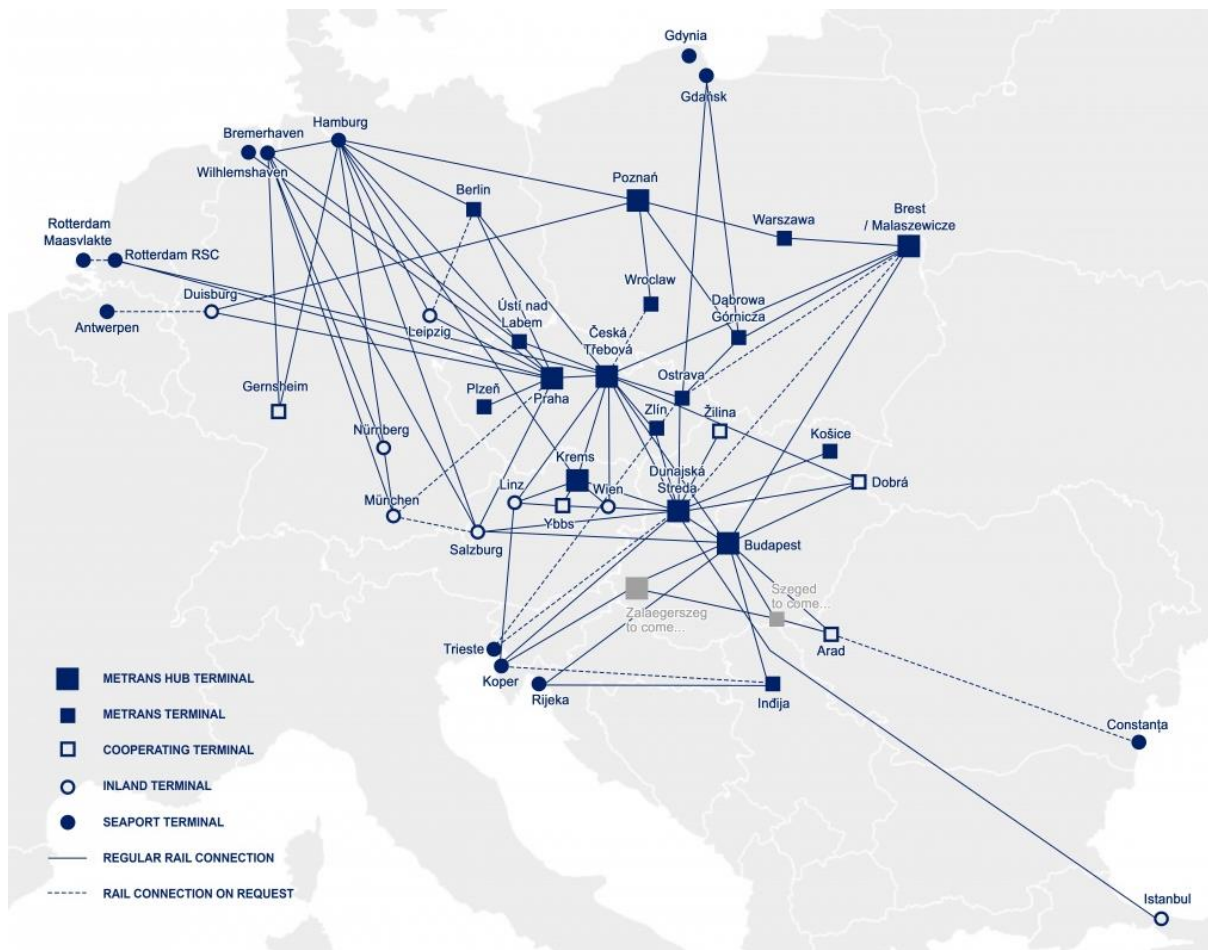 Gdynia
Gdańsk
Hamburg
Bremerhaven
Wilhlemshaven
Poznań
Berlin
Warszawa
Brest
/ Malaszewicze
Rotterdam
Maasvlakte
Rotterdam RSC
Duisburg
Antwerpen
Wroclaw
Leipzig
Ústí nad
Labem
Dąbrowa
Górnicza
Česká
Třebová
Gernsheim
Plzeň
Praha
Ostrava
Zlín
Žilina
Nürnberg
Košice
Krems
Dunajská
Streda
Linz
Wien
Dobrá
München
Ybbs
Salzburg
Budapest
Szeged
to come...
Zalaegerszeg
to come...
Arad
Trieste
Koper
Rijeka
Inđija
Constanța
Istanbul
METRANS HUB TERMINAL
METRANS TERMINAL
COOPERATING TERMINAL
INLAND TERMINAL
SEAPORT TERMINAL
REGULAR RAIL CONNECTION
RAIL CONNECTION ON REQUEST